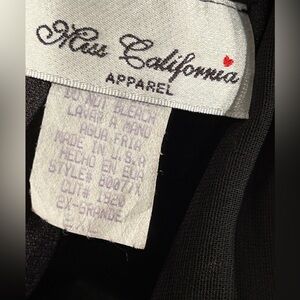 Miss California
APPAREL
DO NOT BLEACH
LAVAR A MANO
AGUA FRIA
MADE IN U.S.A
HECHO EN EUA
STYLE# 60077X
CUT# 1920
EX-GRANDE